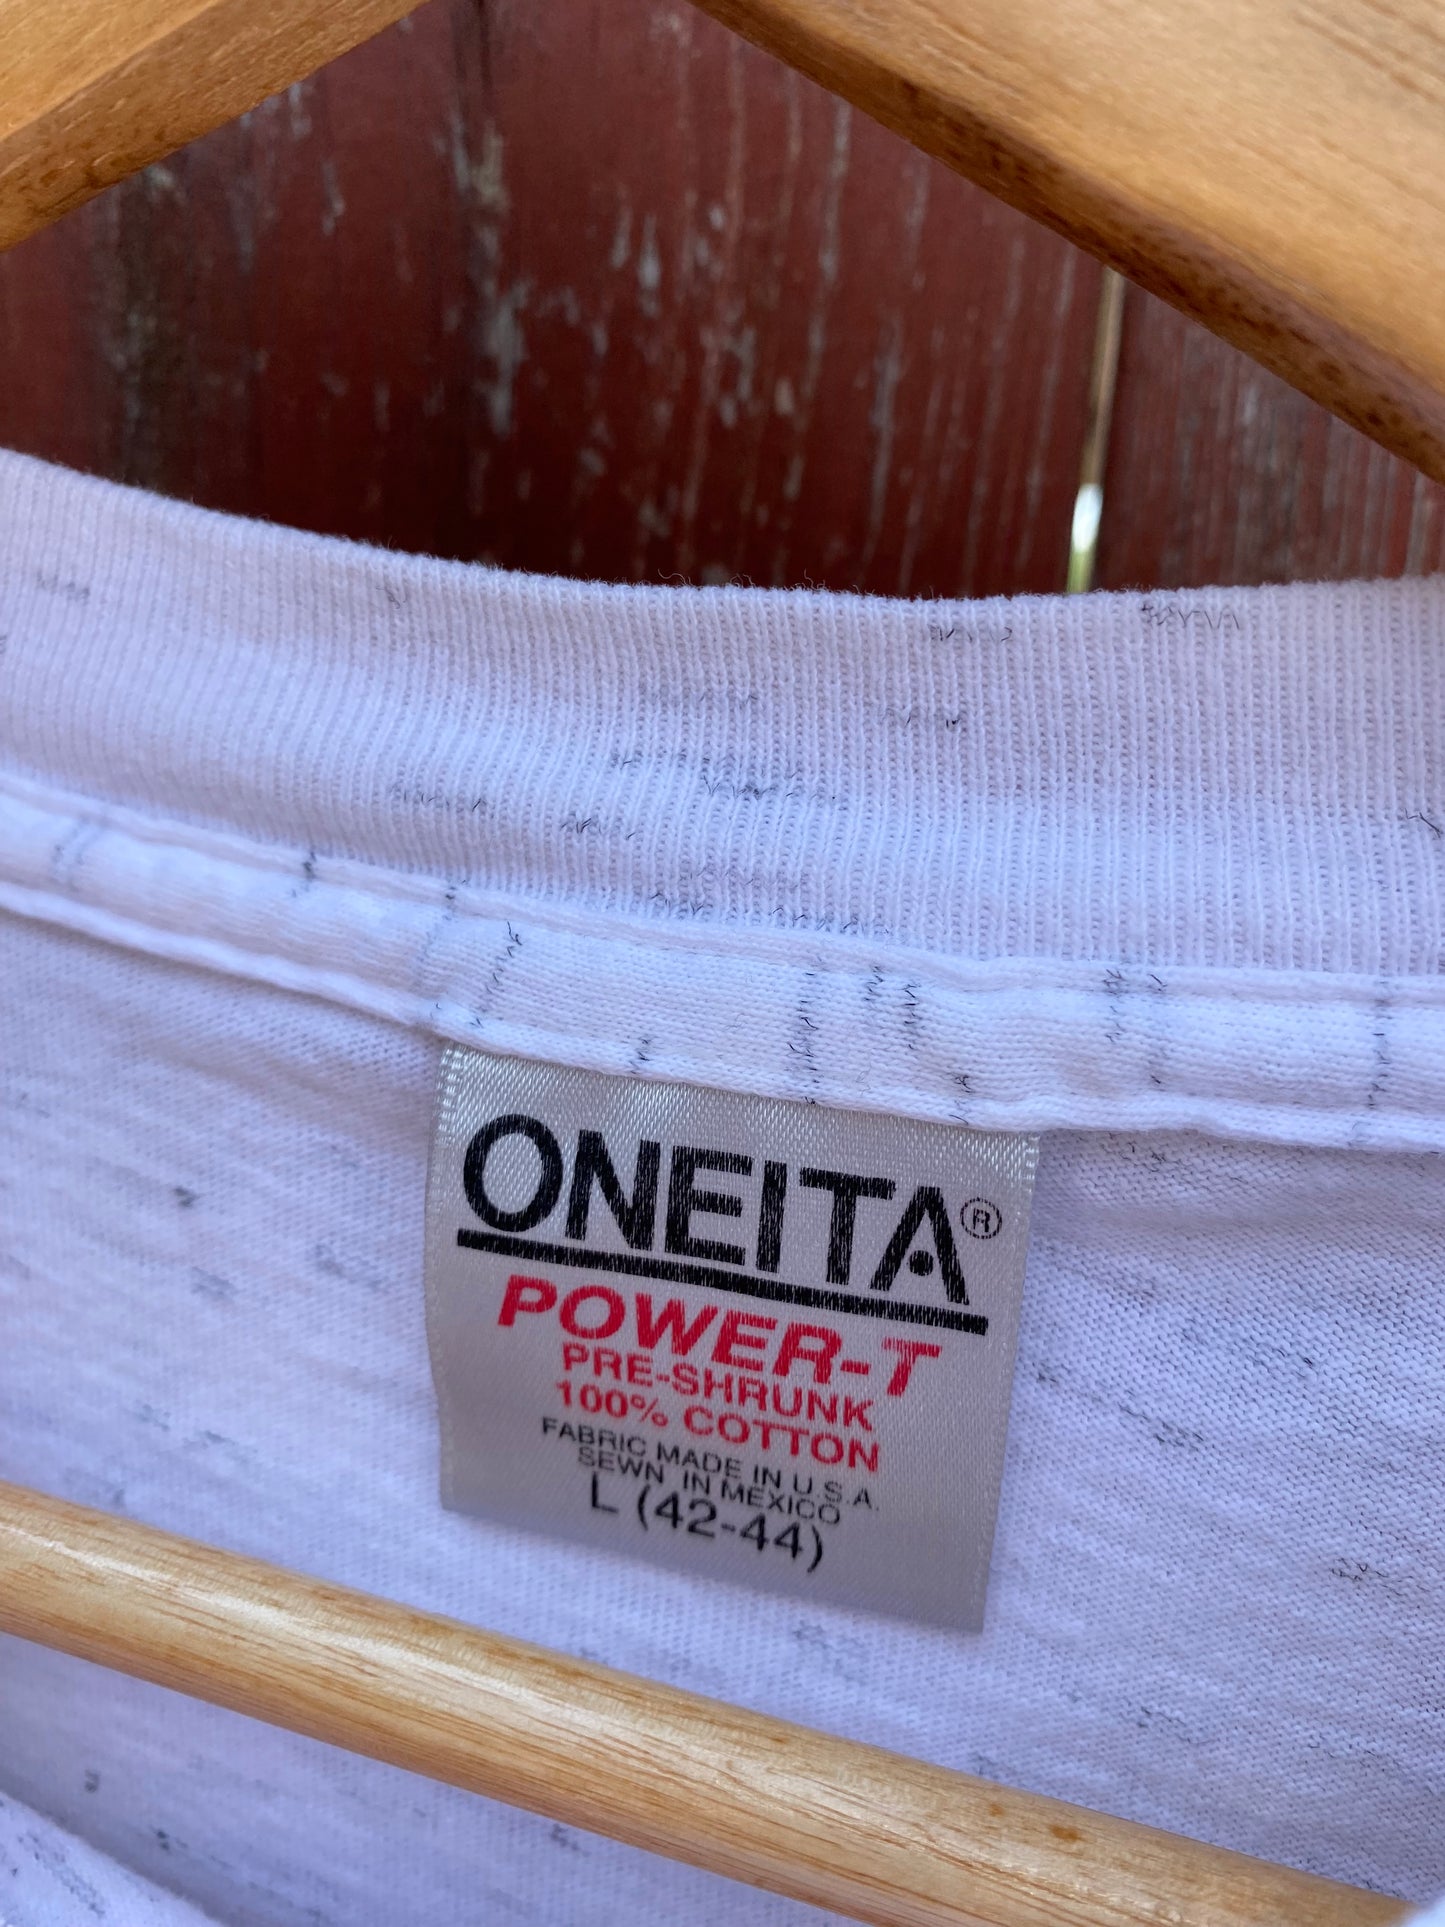 ONEITA®
POWER-T
PRE-SHRUNK
100% COTTON
FABRIC MADE IN U.S.A.
SEWN IN MEXICO
L (42-44)